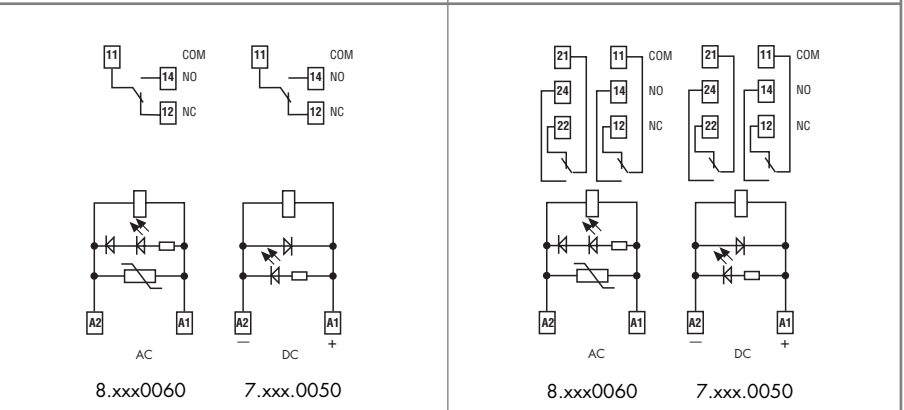 11 COM 11 COM
14 NO 14 NO
12 NC 12 NC
A2 A1 A2 A1
— +
AC DC
8.xxx0060 7.xxx.0050
21 11 COM 21 11 COM
24 14 NO 24 14 NO
22 12 NC 22 12 NC
A2 A1 A2 A1
— +
AC DC
8.xxx0060 7.xxx.0050